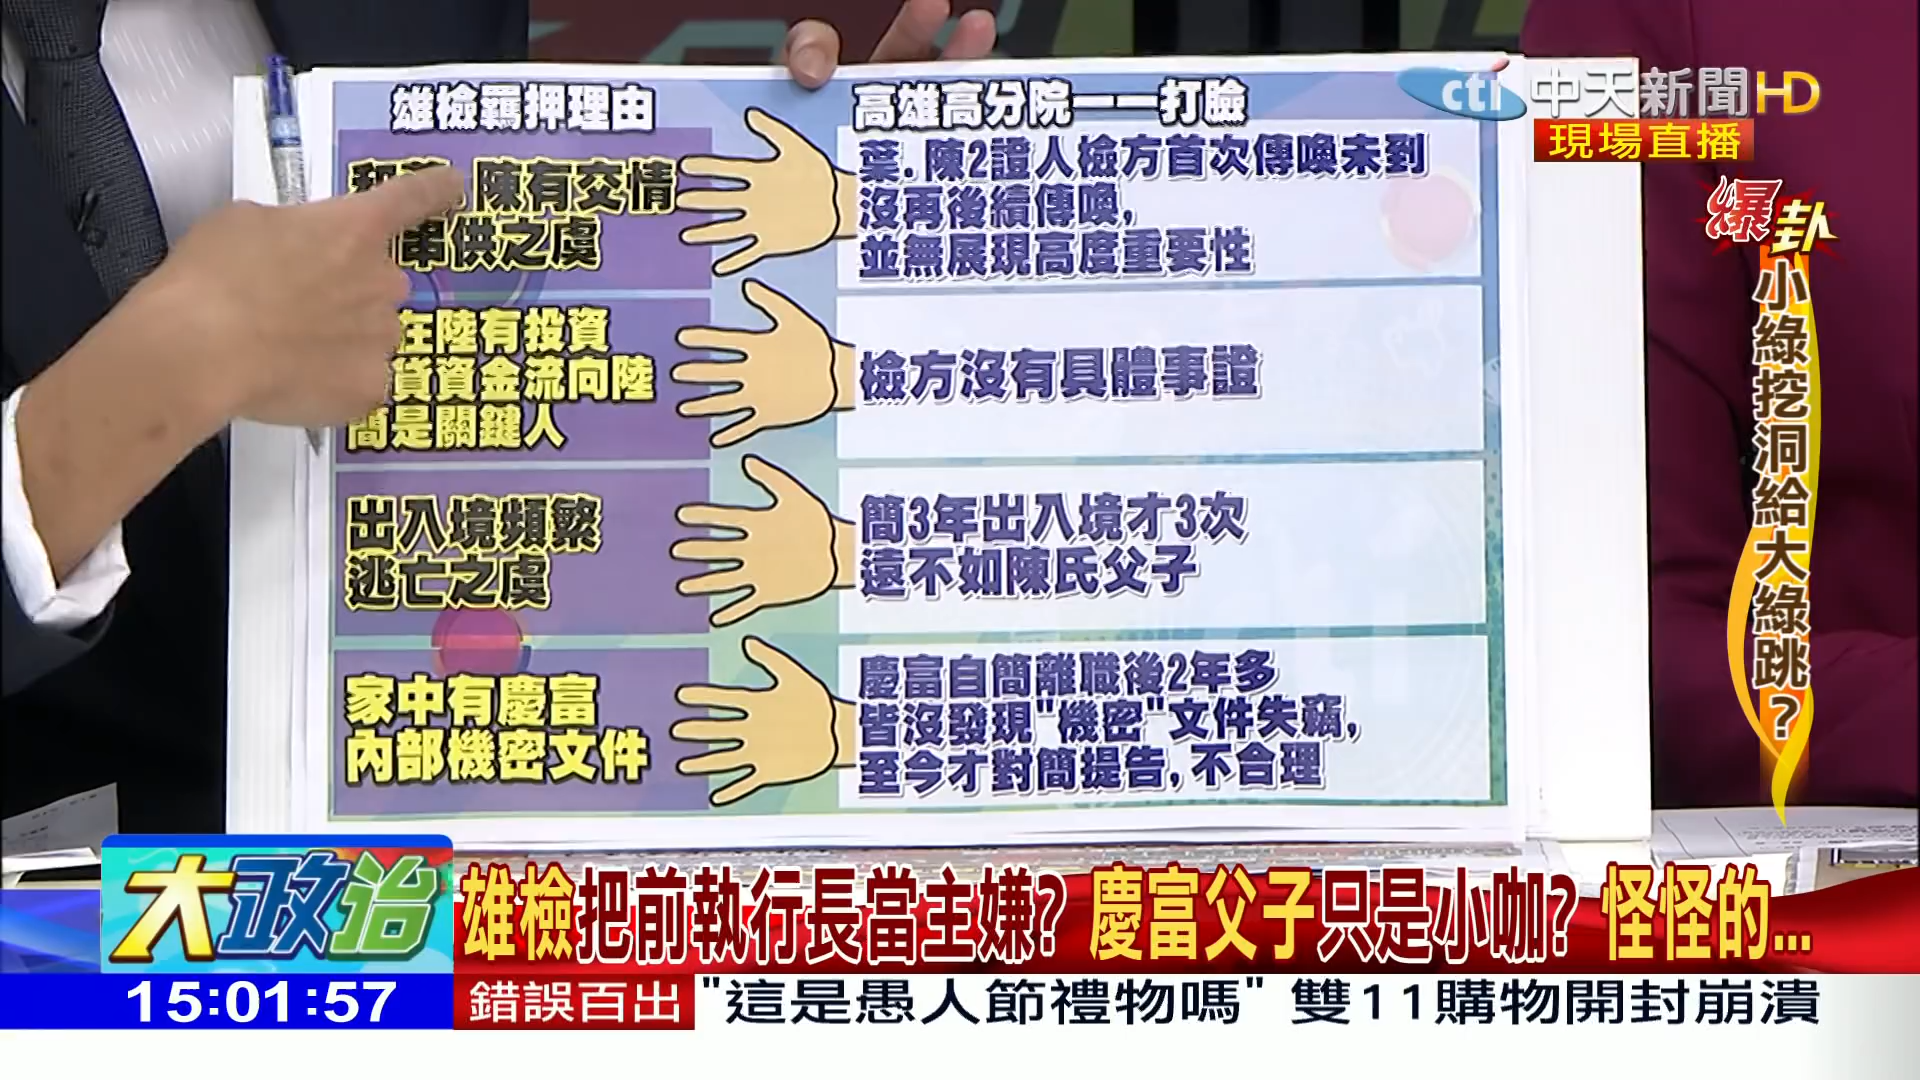 雄檢羈押理由
高雄高分院一一打臉
陳有交情
串供之虞
葉.陳2證人檢方首次傳喚未到
沒再後續傳喚,
並無展現高度重要性
在陸有投資
貸資金流向陸
簡是關鍵人
檢方沒有具體事證
出入境頻繁
逃亡之虞
簡3年出入境才3次
遠不如陳氏父子
家中有慶富
內部機密文件
慶富自簡離職後2年多
皆沒發現"機密"文件失竊,
至今才對簡提告,不合理
cti 中天新聞HD
現場直播
爆卦
小綠挖洞給大綠跳?
大政治
雄檢把前執行長當主嫌? 慶富父子只是小咖? 怪怪的...
15:01:57
錯誤百出 "這是愚人節禮物嗎" 雙11購物開封崩潰